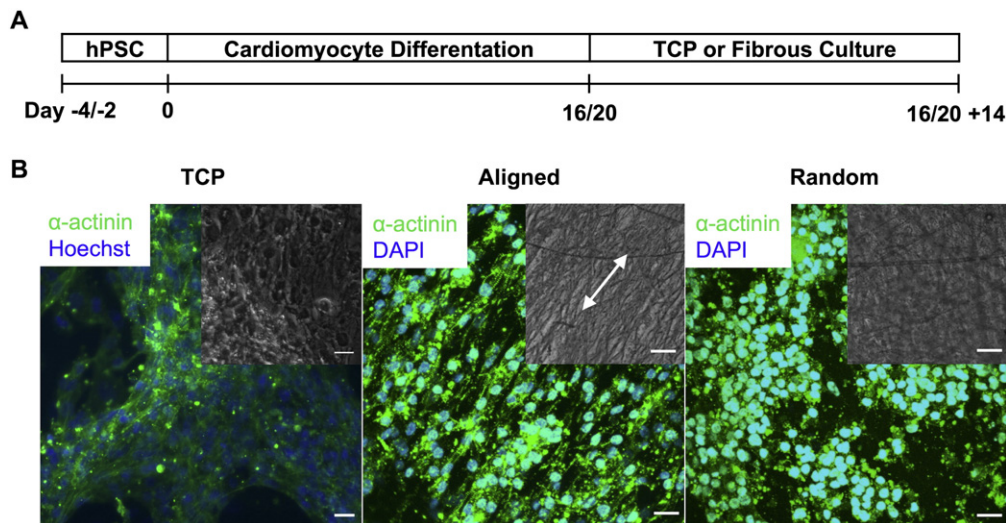 A
hPSC
Cardiomyocyte Differentation
TCP or Fibrous Culture
Day -4/-2
0
16/20
16/20 +14
B
TCP
Aligned
Random
α-actinin
Hoechst
α-actinin
DAPI
α-actinin
DAPI